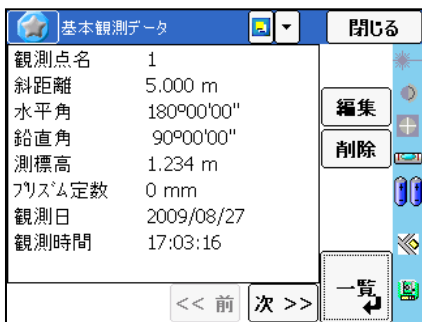 基本観測データ 閉じる
観測点名 1
斜距離 5.000 m
水平角 180°00'00"
鉛直角 90°00'00"
測標高 1.234 m
プリズム定数 0 mm
観測日 2009/08/27
観測時間 17:03:16
編集
削除
<< 前 次 >> 一覧